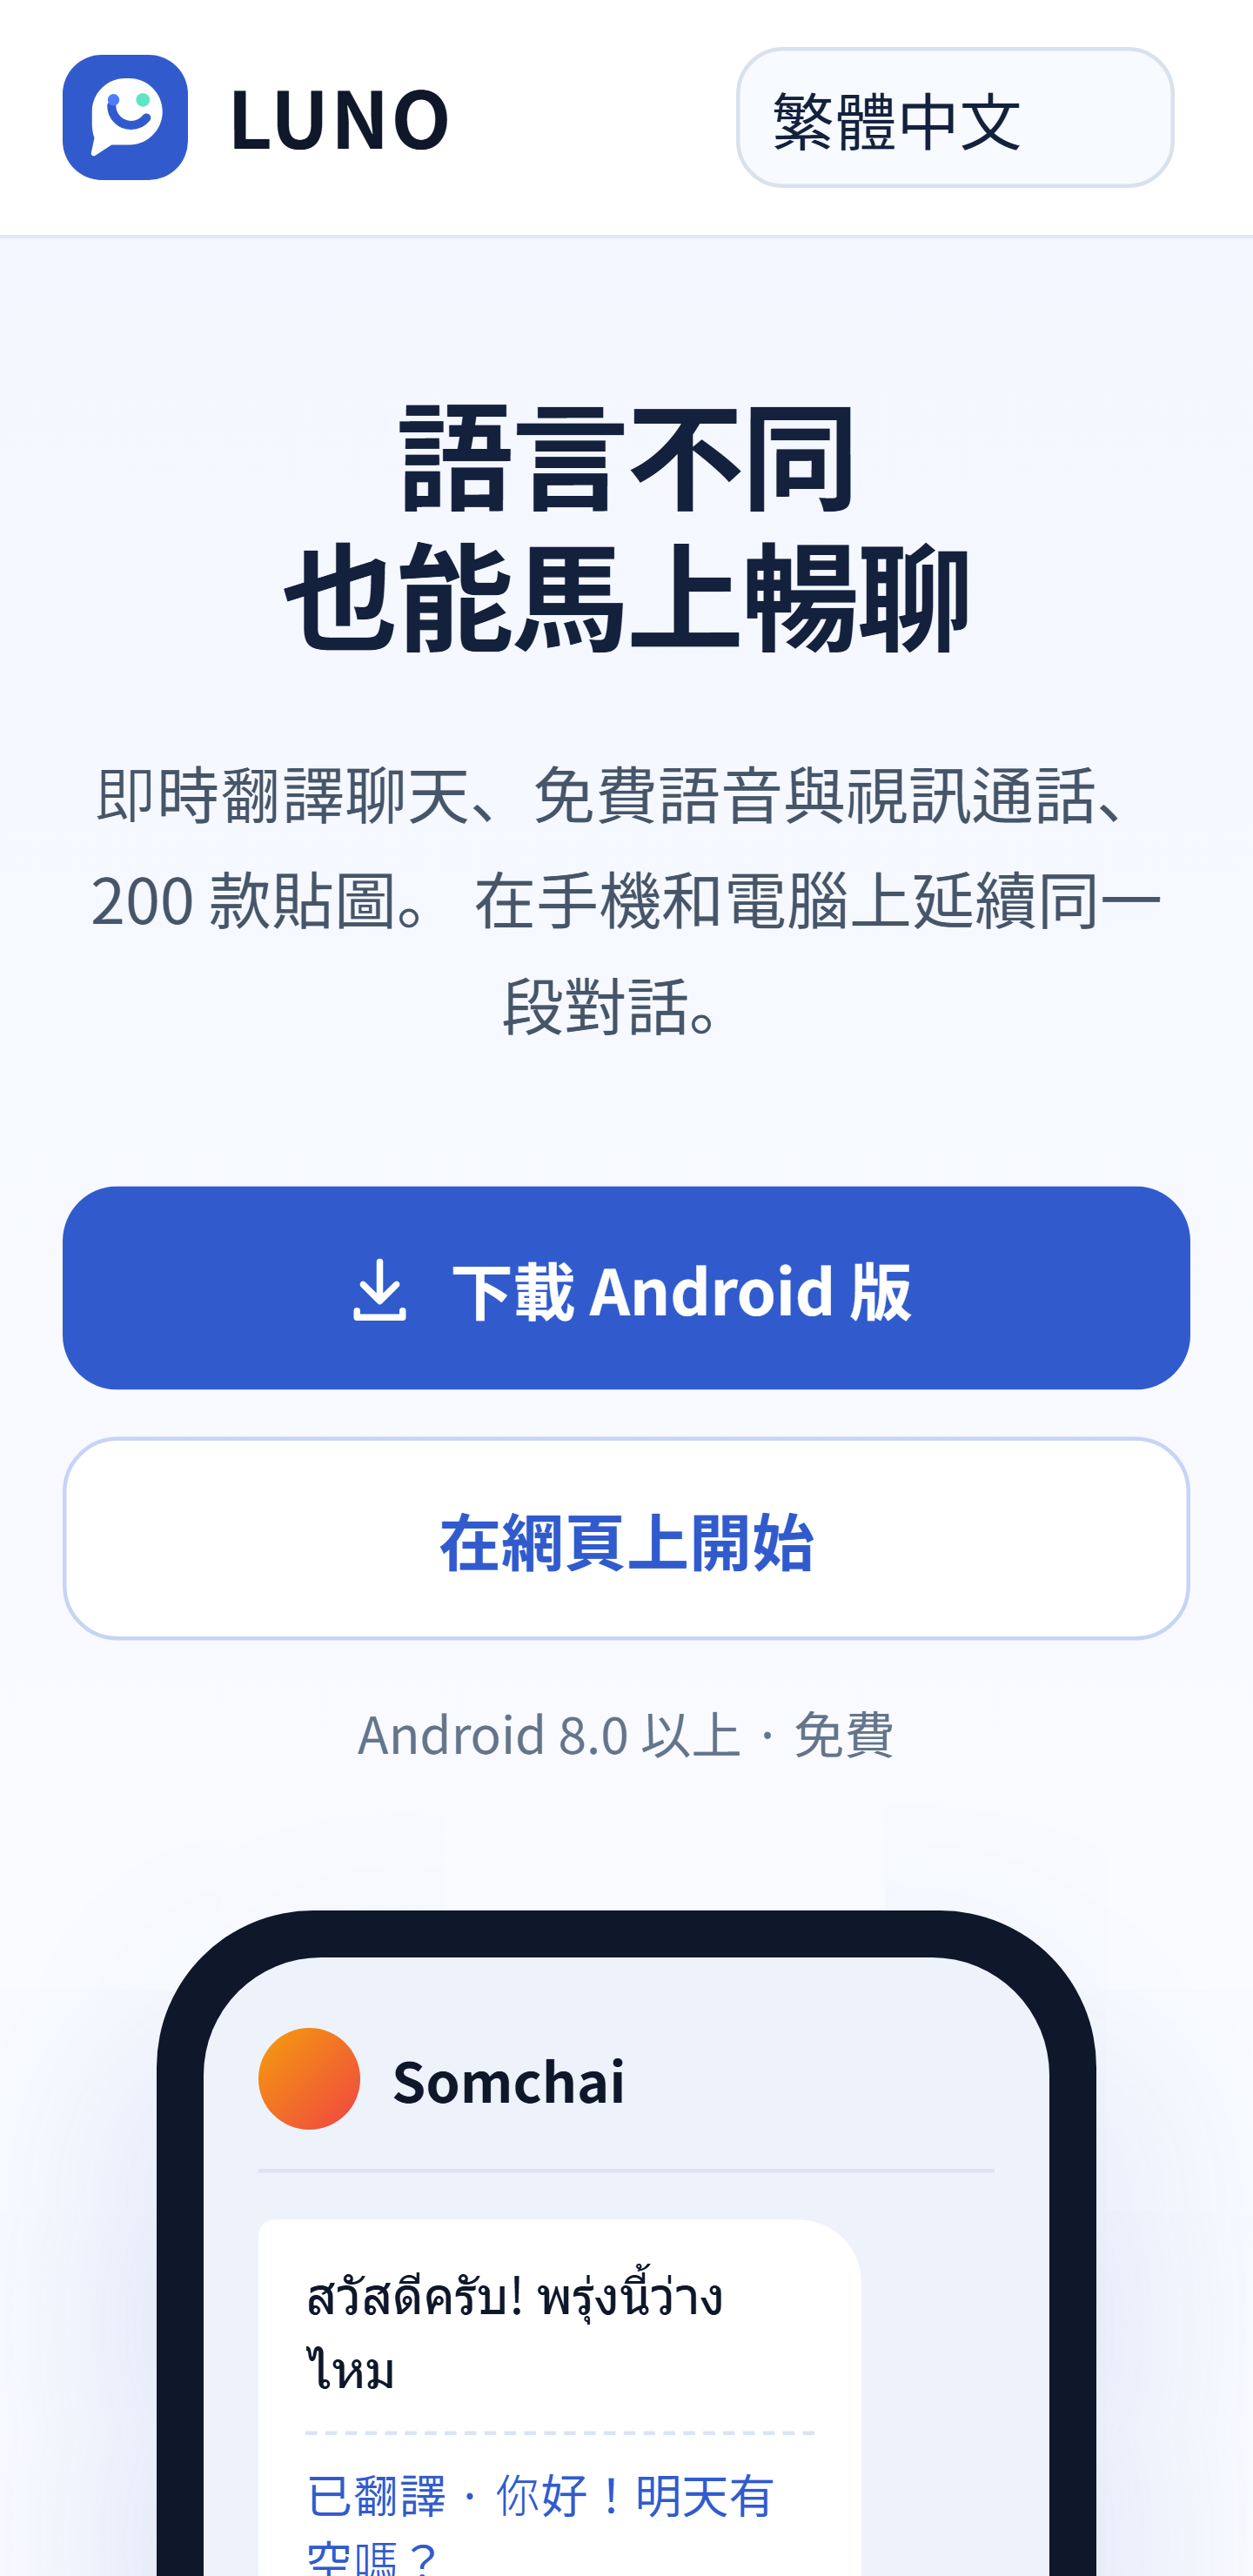 LUNO
繁體中文
語言不同
也能馬上暢聊
即時翻譯聊天、免費語音與視訊通話、
200 款貼圖。 在手機和電腦上延續同一
段對話。
下載 Android 版
在網頁上開始
Android 8.0 以上 · 免費
Somchai
สวัสดีครับ! พรุ่งนี้ว่าง
ไหม
已翻譯 · 你好！明天有
空嗎？